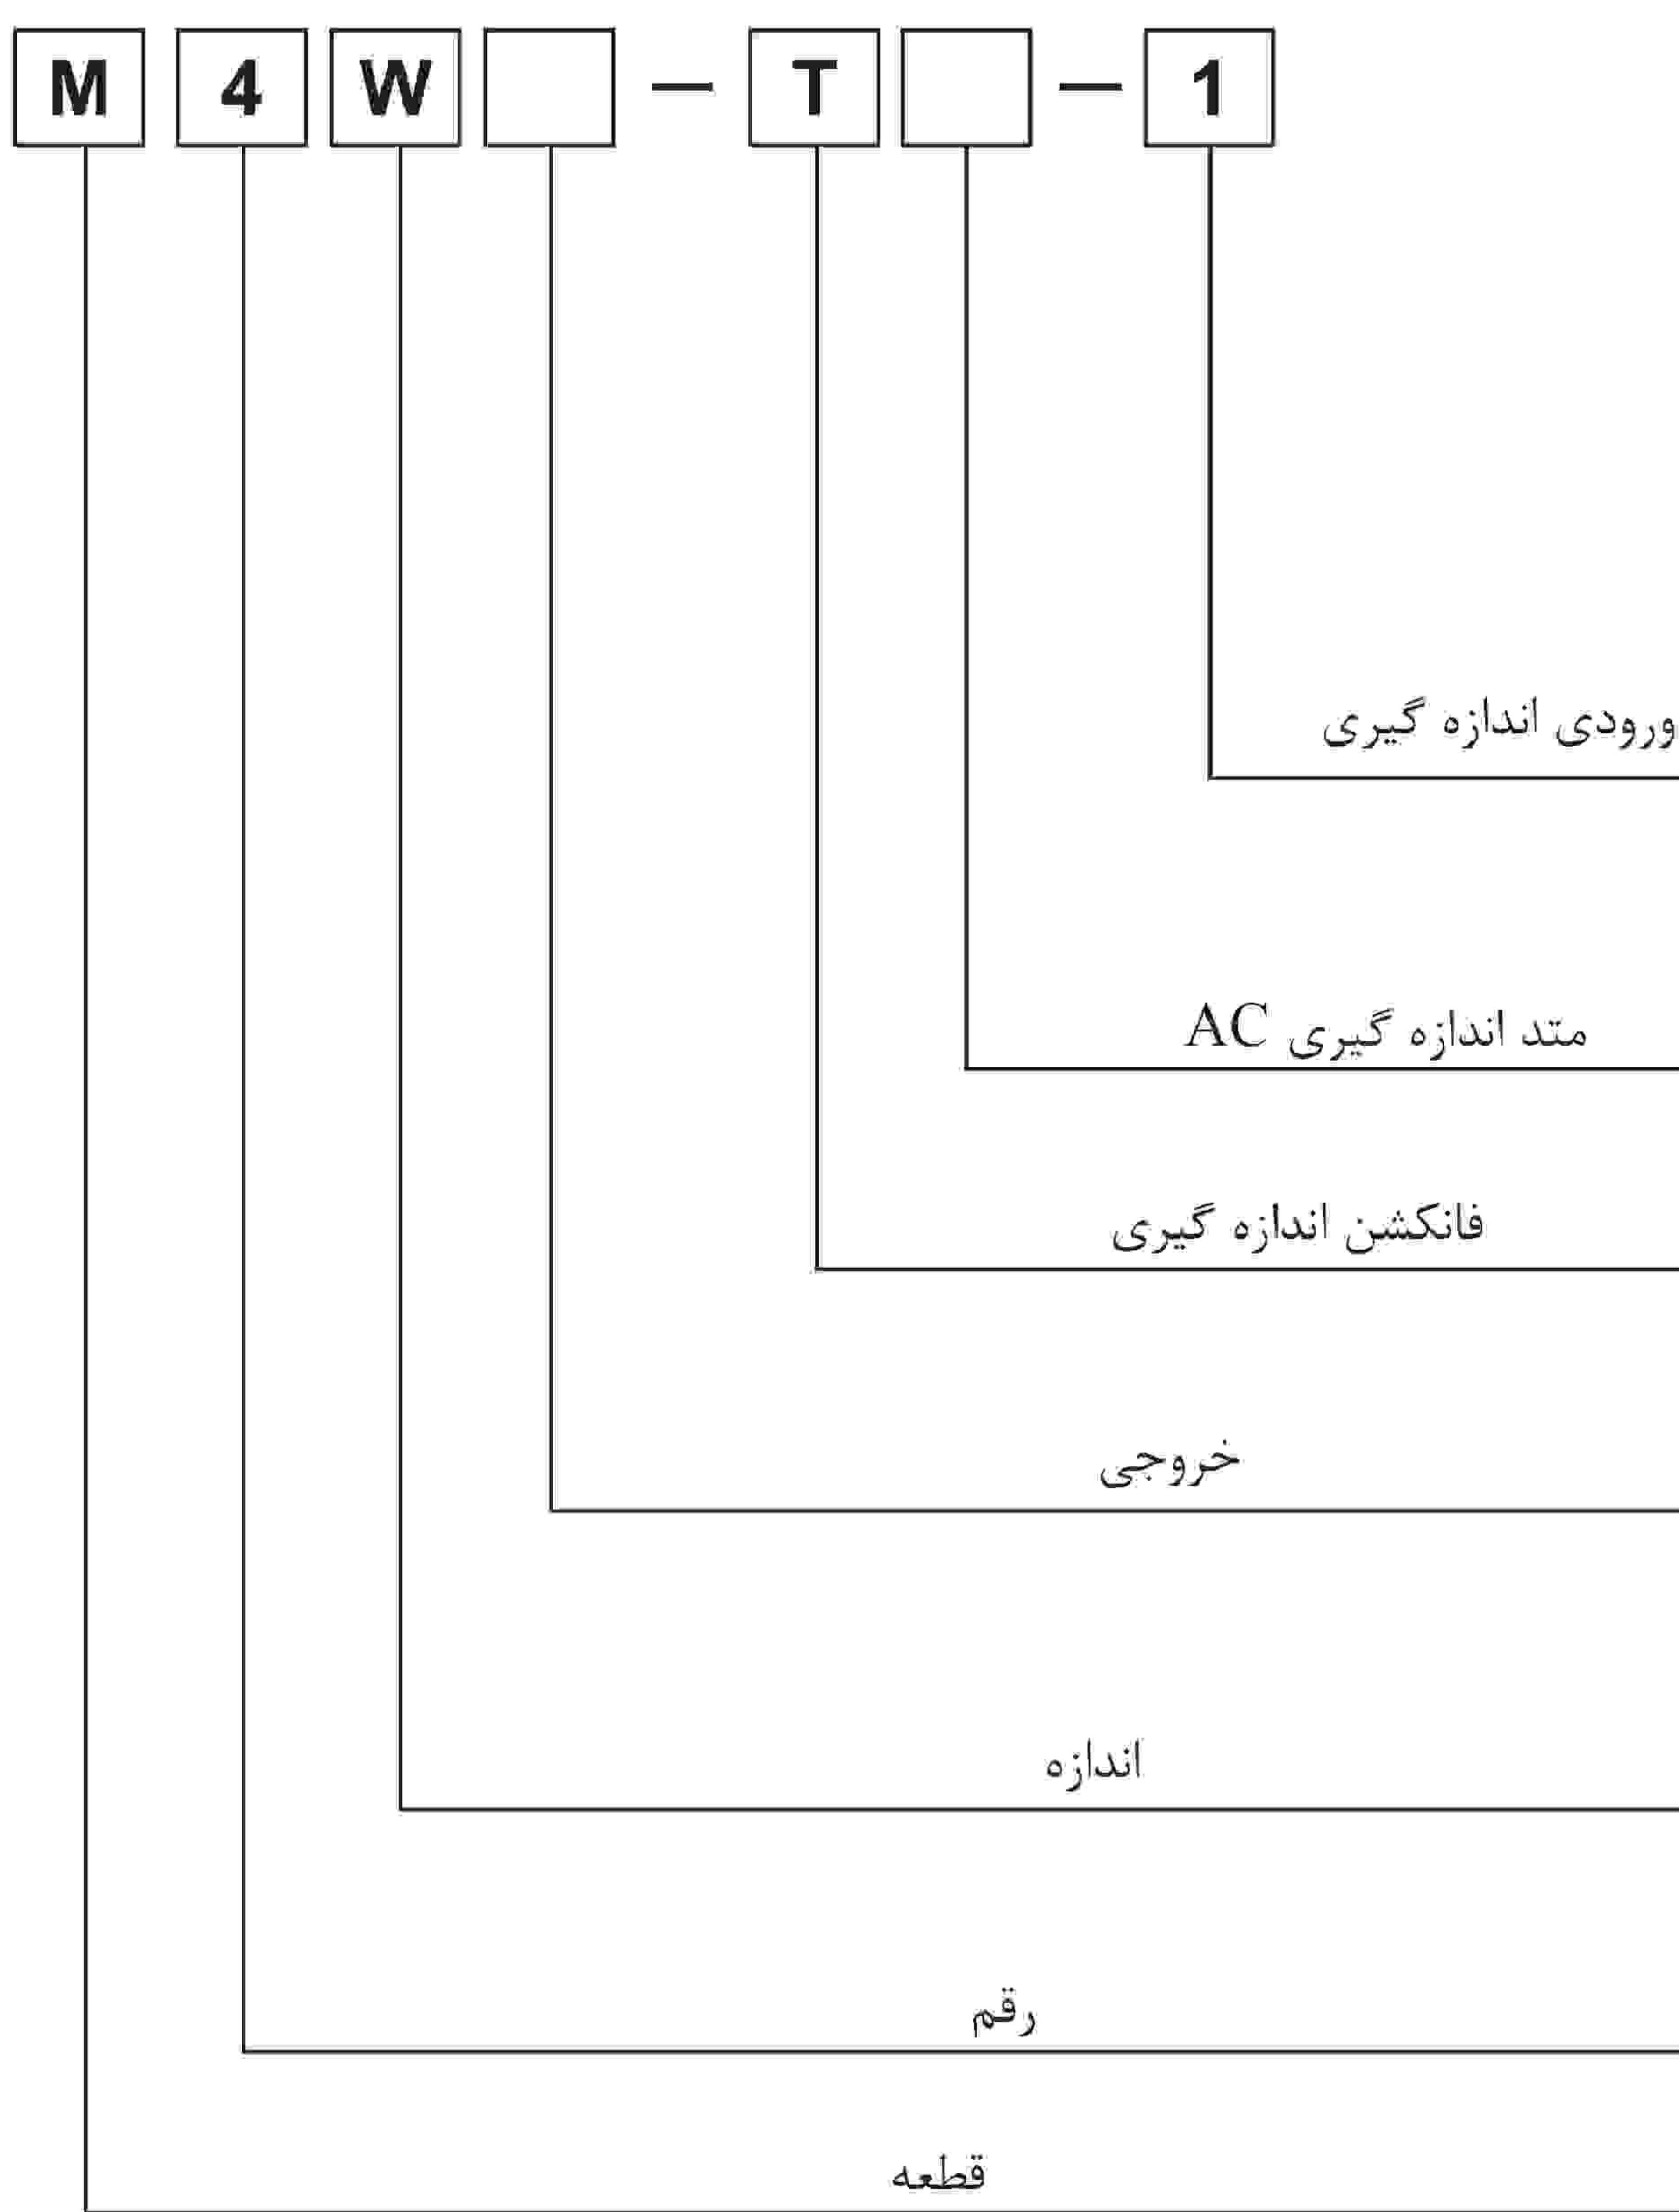 M 4 W – T – 1
ورودی اندازه گیری
متد اندازه گیری AC
فانکشن اندازه گیری
خروجی
اندازه
رقم
قطعه